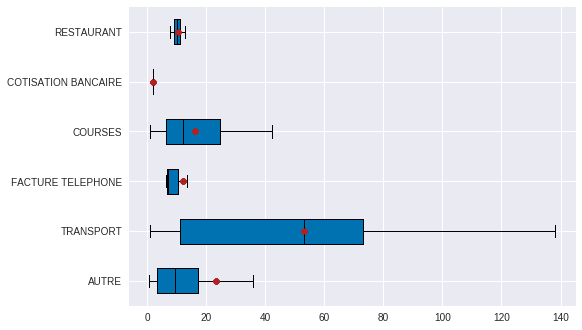 RESTAURANT
COTISATION BANCAIRE
COURSES
FACTURE TELEPHONE
TRANSPORT
AUTRE
0 20 40 60 80 100 120 140